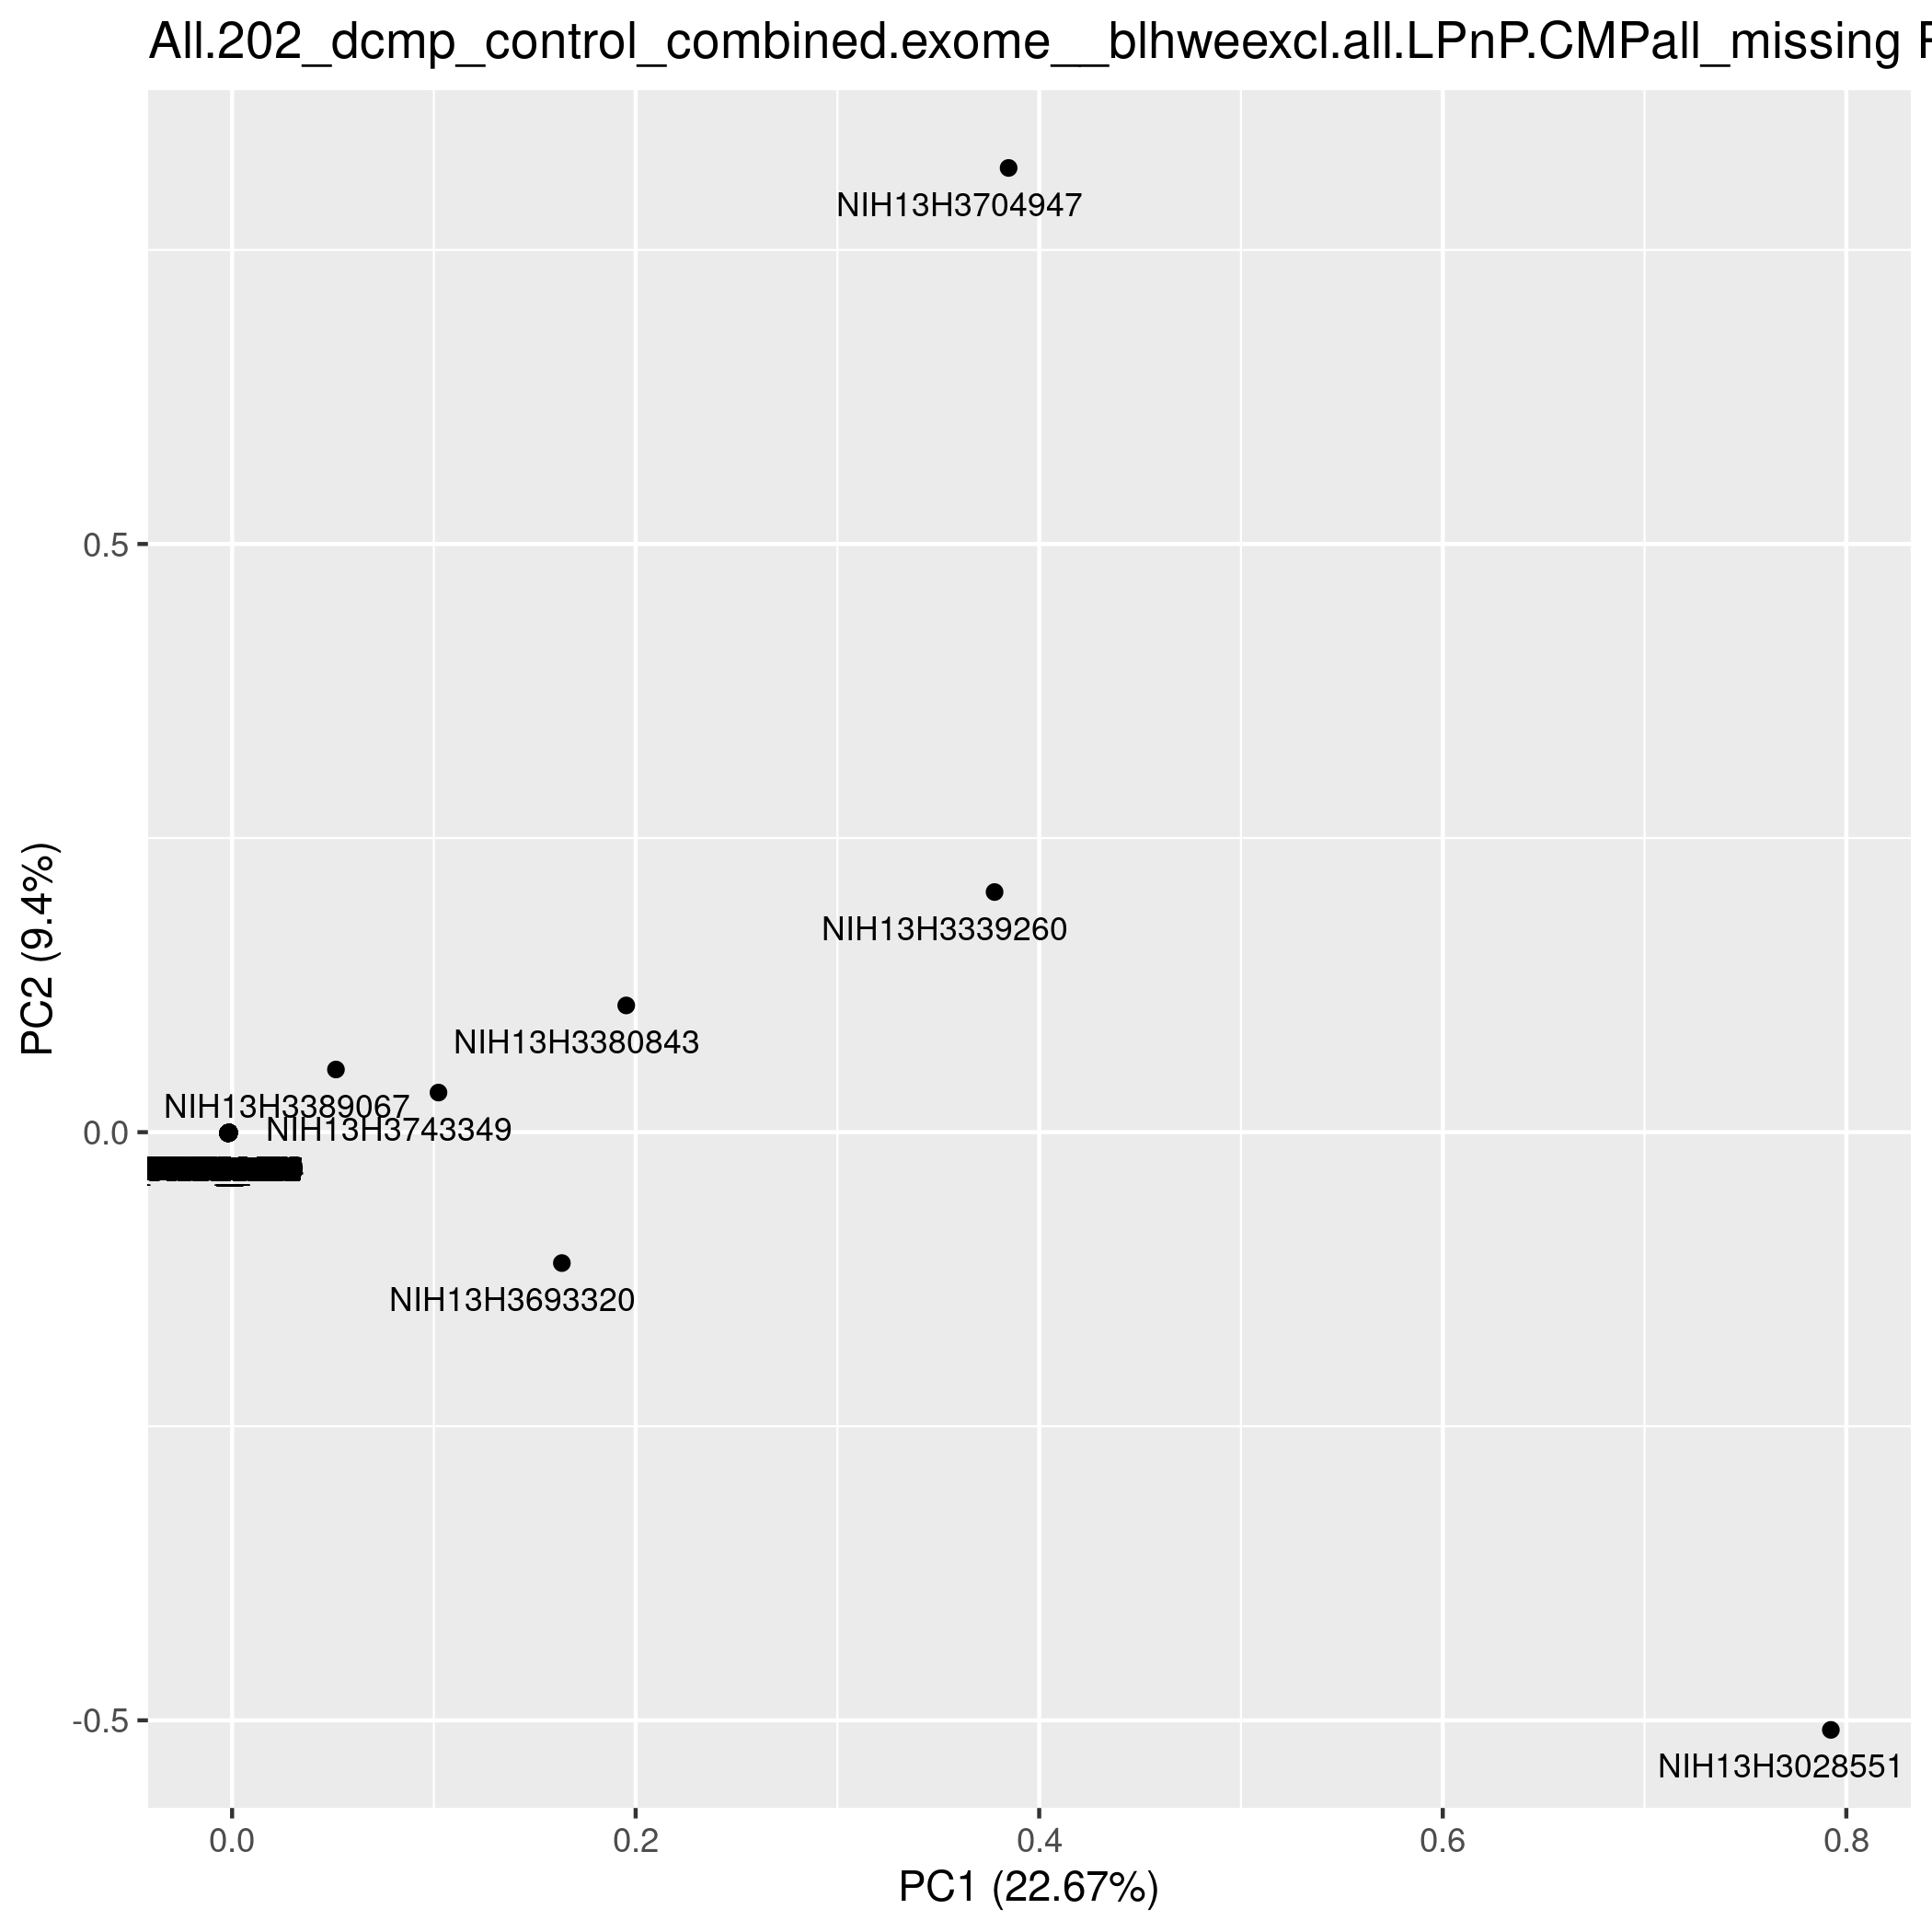 All.202_dcmp_control_combined.exome__blhweexcl.all.LPnP.CMPall_missing
NIH13H3704947
0.5
NIH13H3339260
NIH13H3380843
NIH13H3389067
NIH13H3743349
0.0
NIH13H3693320
-0.5
NIH13H3028551
0.0 0.2 0.4 0.6 0.8
PC1 (22.67%)
PC2 (9.4%)